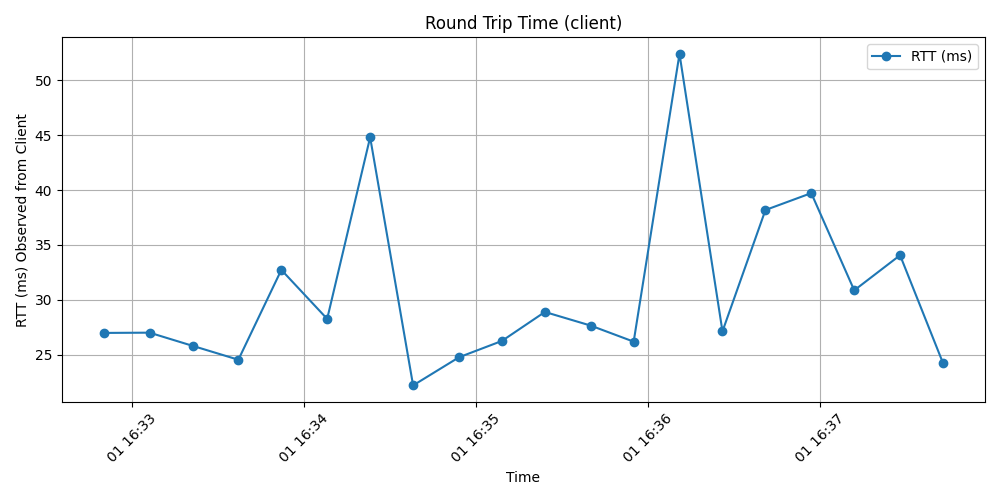 Round Trip Time (client)
RTT (ms)
RTT (ms) Observed from Client
50
45
40
35
30
25
01 16:33
01 16:34
01 16:35
01 16:36
01 16:37
Time